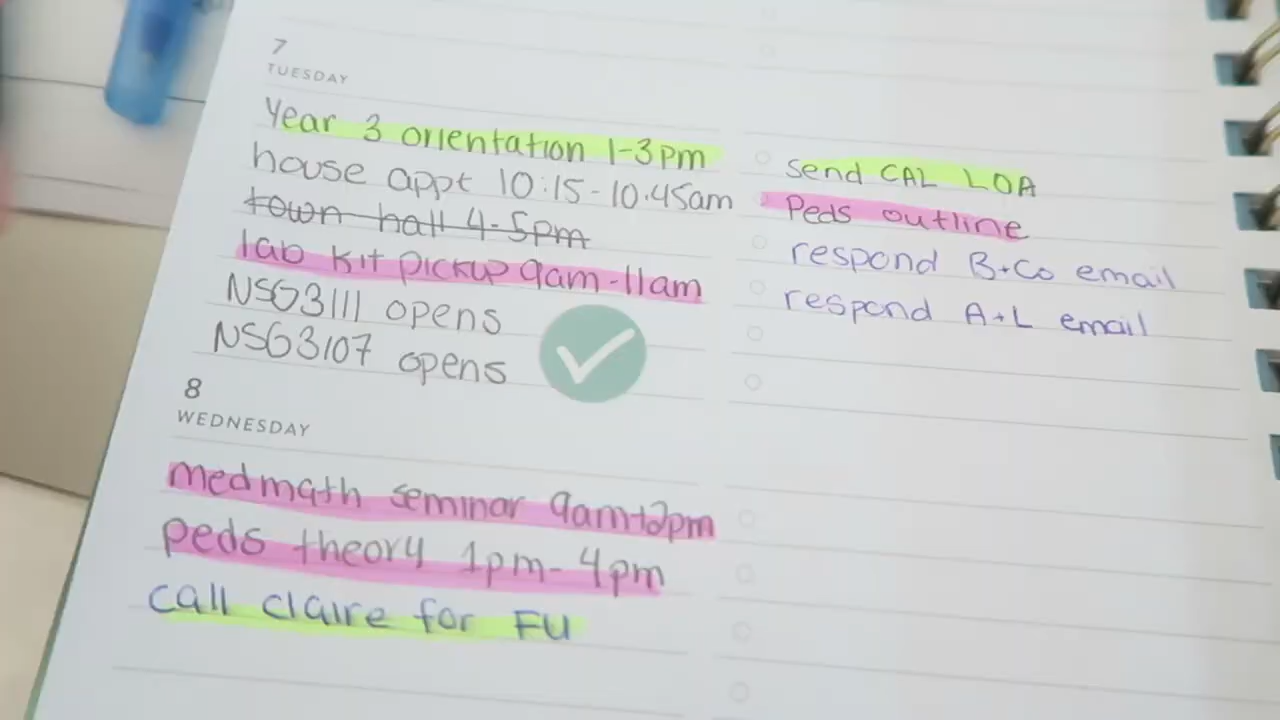 7
TUESDAY
Year 3 orientation 1-3pm
house appt 10:15-10:45am
town hall 4-5pm
lab kit pickup 9am-11am
NSG3111 opens
NSG3107 opens
send CAL LOA
Peds outline
respond B+Co email
respond A+L email
8
WEDNESDAY
medmath seminar 9am
peds theory 1pm-4pm
call claire for FU